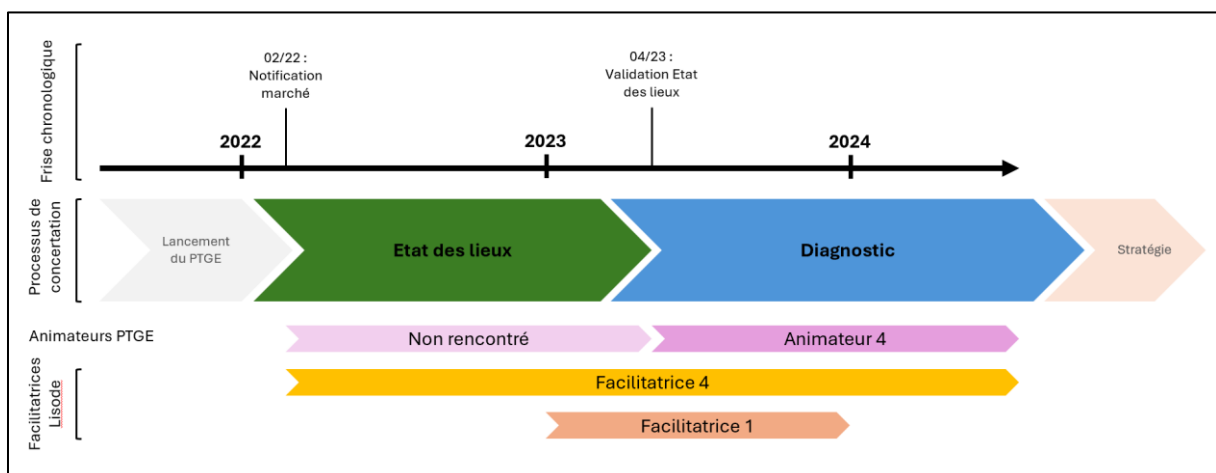 Frise chronologique
02/22 :
Notification
marché
04/23 :
Validation Etat
des lieux
2022
2023
2024
Processus de
concertation
Lancement
du PTGE
Etat des lieux
Diagnostic
Stratégie
Animateurs PTGE
Non rencontré
Animateur 4
Facilitatrices
Lisode
Facilitatrice 4
Facilitatrice 1